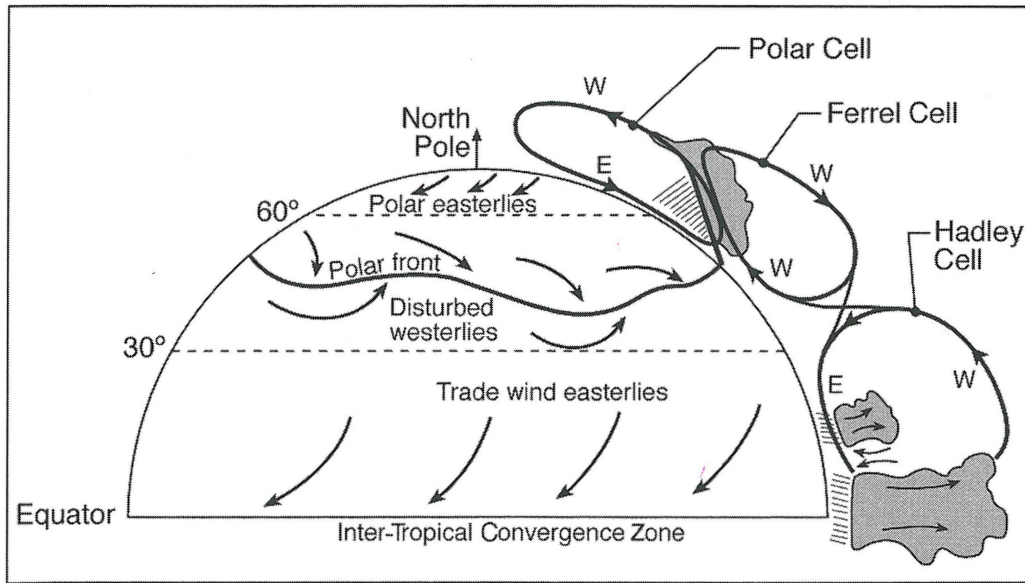 Polar Cell
W
Ferrel Cell
North
Pole
W
E
Polar easterlies
60°
Hadley
Cell
Polar front
W
Disturbed
westerlies
30°
E
W
Trade wind easterlies
Equator
Inter-Tropical Convergence Zone